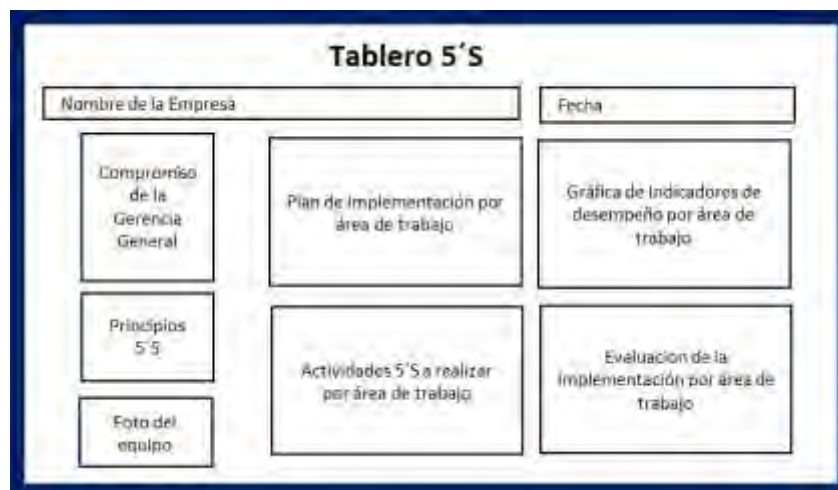 Tablero 5´S
Nombre de la Empresa
Fecha
Compromiso
de la
Gerencia
General
Plan de Implementación por
área de trabajo
Gráfica de Indicadores de
desempeño por área de
trabajo
Principios
5´S
Actividades 5´S a realizar
por área de trabajo
Evaluación de la
Implementación por área de
trabajo
Foto del
equipo